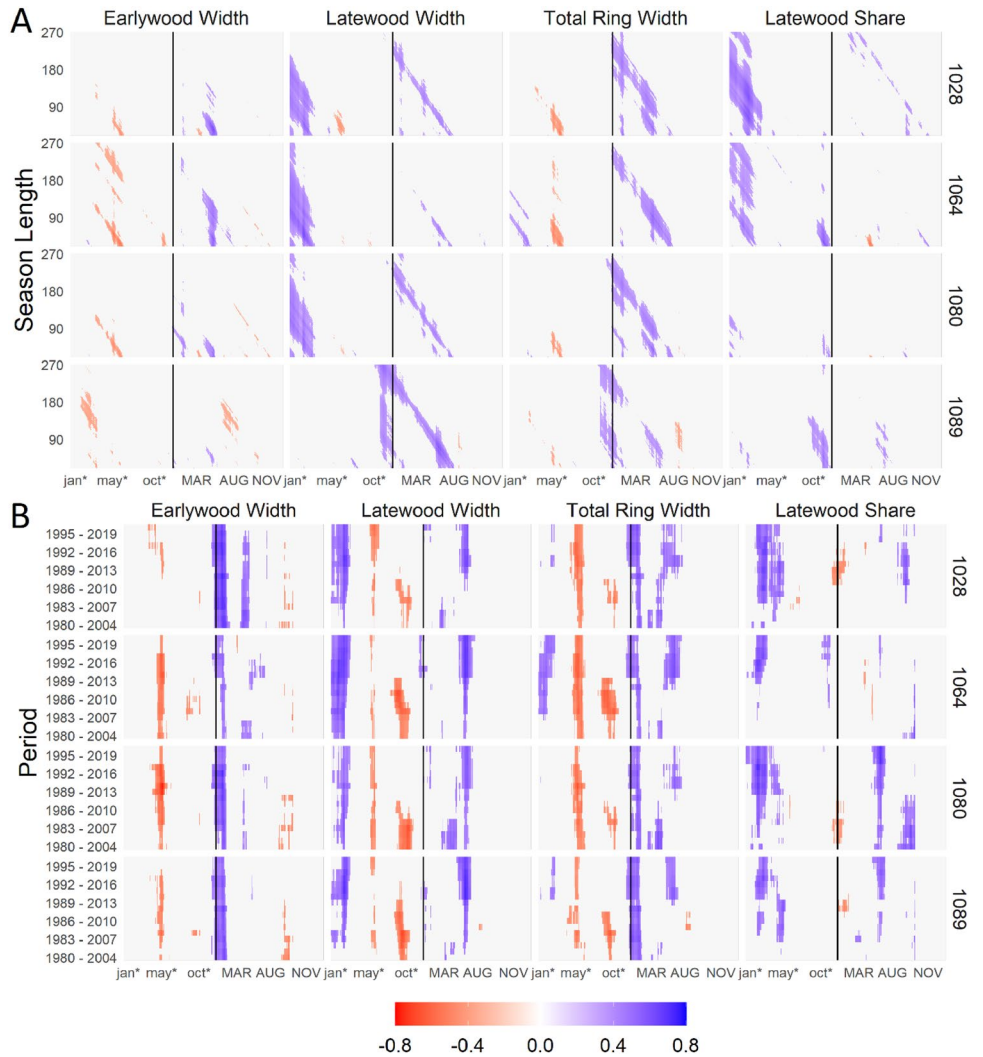 A
Earlywood Width Latewood Width Total Ring Width Latewood Share
Season Length
270
180
90
1028
270
180
90
1064
270
180
90
1080
270
180
90
1089
jan* may* oct* MAR AUG NOV jan* may* oct* MAR AUG NOV jan* may* oct* MAR AUG NOV jan* may* oct* MAR AUG NOV
B
Earlywood Width Latewood Width Total Ring Width Latewood Share
Period
1995 - 2019
1992 - 2016
1989 - 2013
1986 - 2010
1983 - 2007
1980 - 2004
1028
1995 - 2019
1992 - 2016
1989 - 2013
1986 - 2010
1983 - 2007
1980 - 2004
1064
1995 - 2019
1992 - 2016
1989 - 2013
1986 - 2010
1983 - 2007
1980 - 2004
1080
1995 - 2019
1992 - 2016
1989 - 2013
1986 - 2010
1983 - 2007
1980 - 2004
1089
jan* may* oct* MAR AUG NOV jan* may* oct* MAR AUG NOV jan* may* oct* MAR AUG NOV jan* may* oct* MAR AUG NOV
-0.8 -0.4 0.0 0.4 0.8